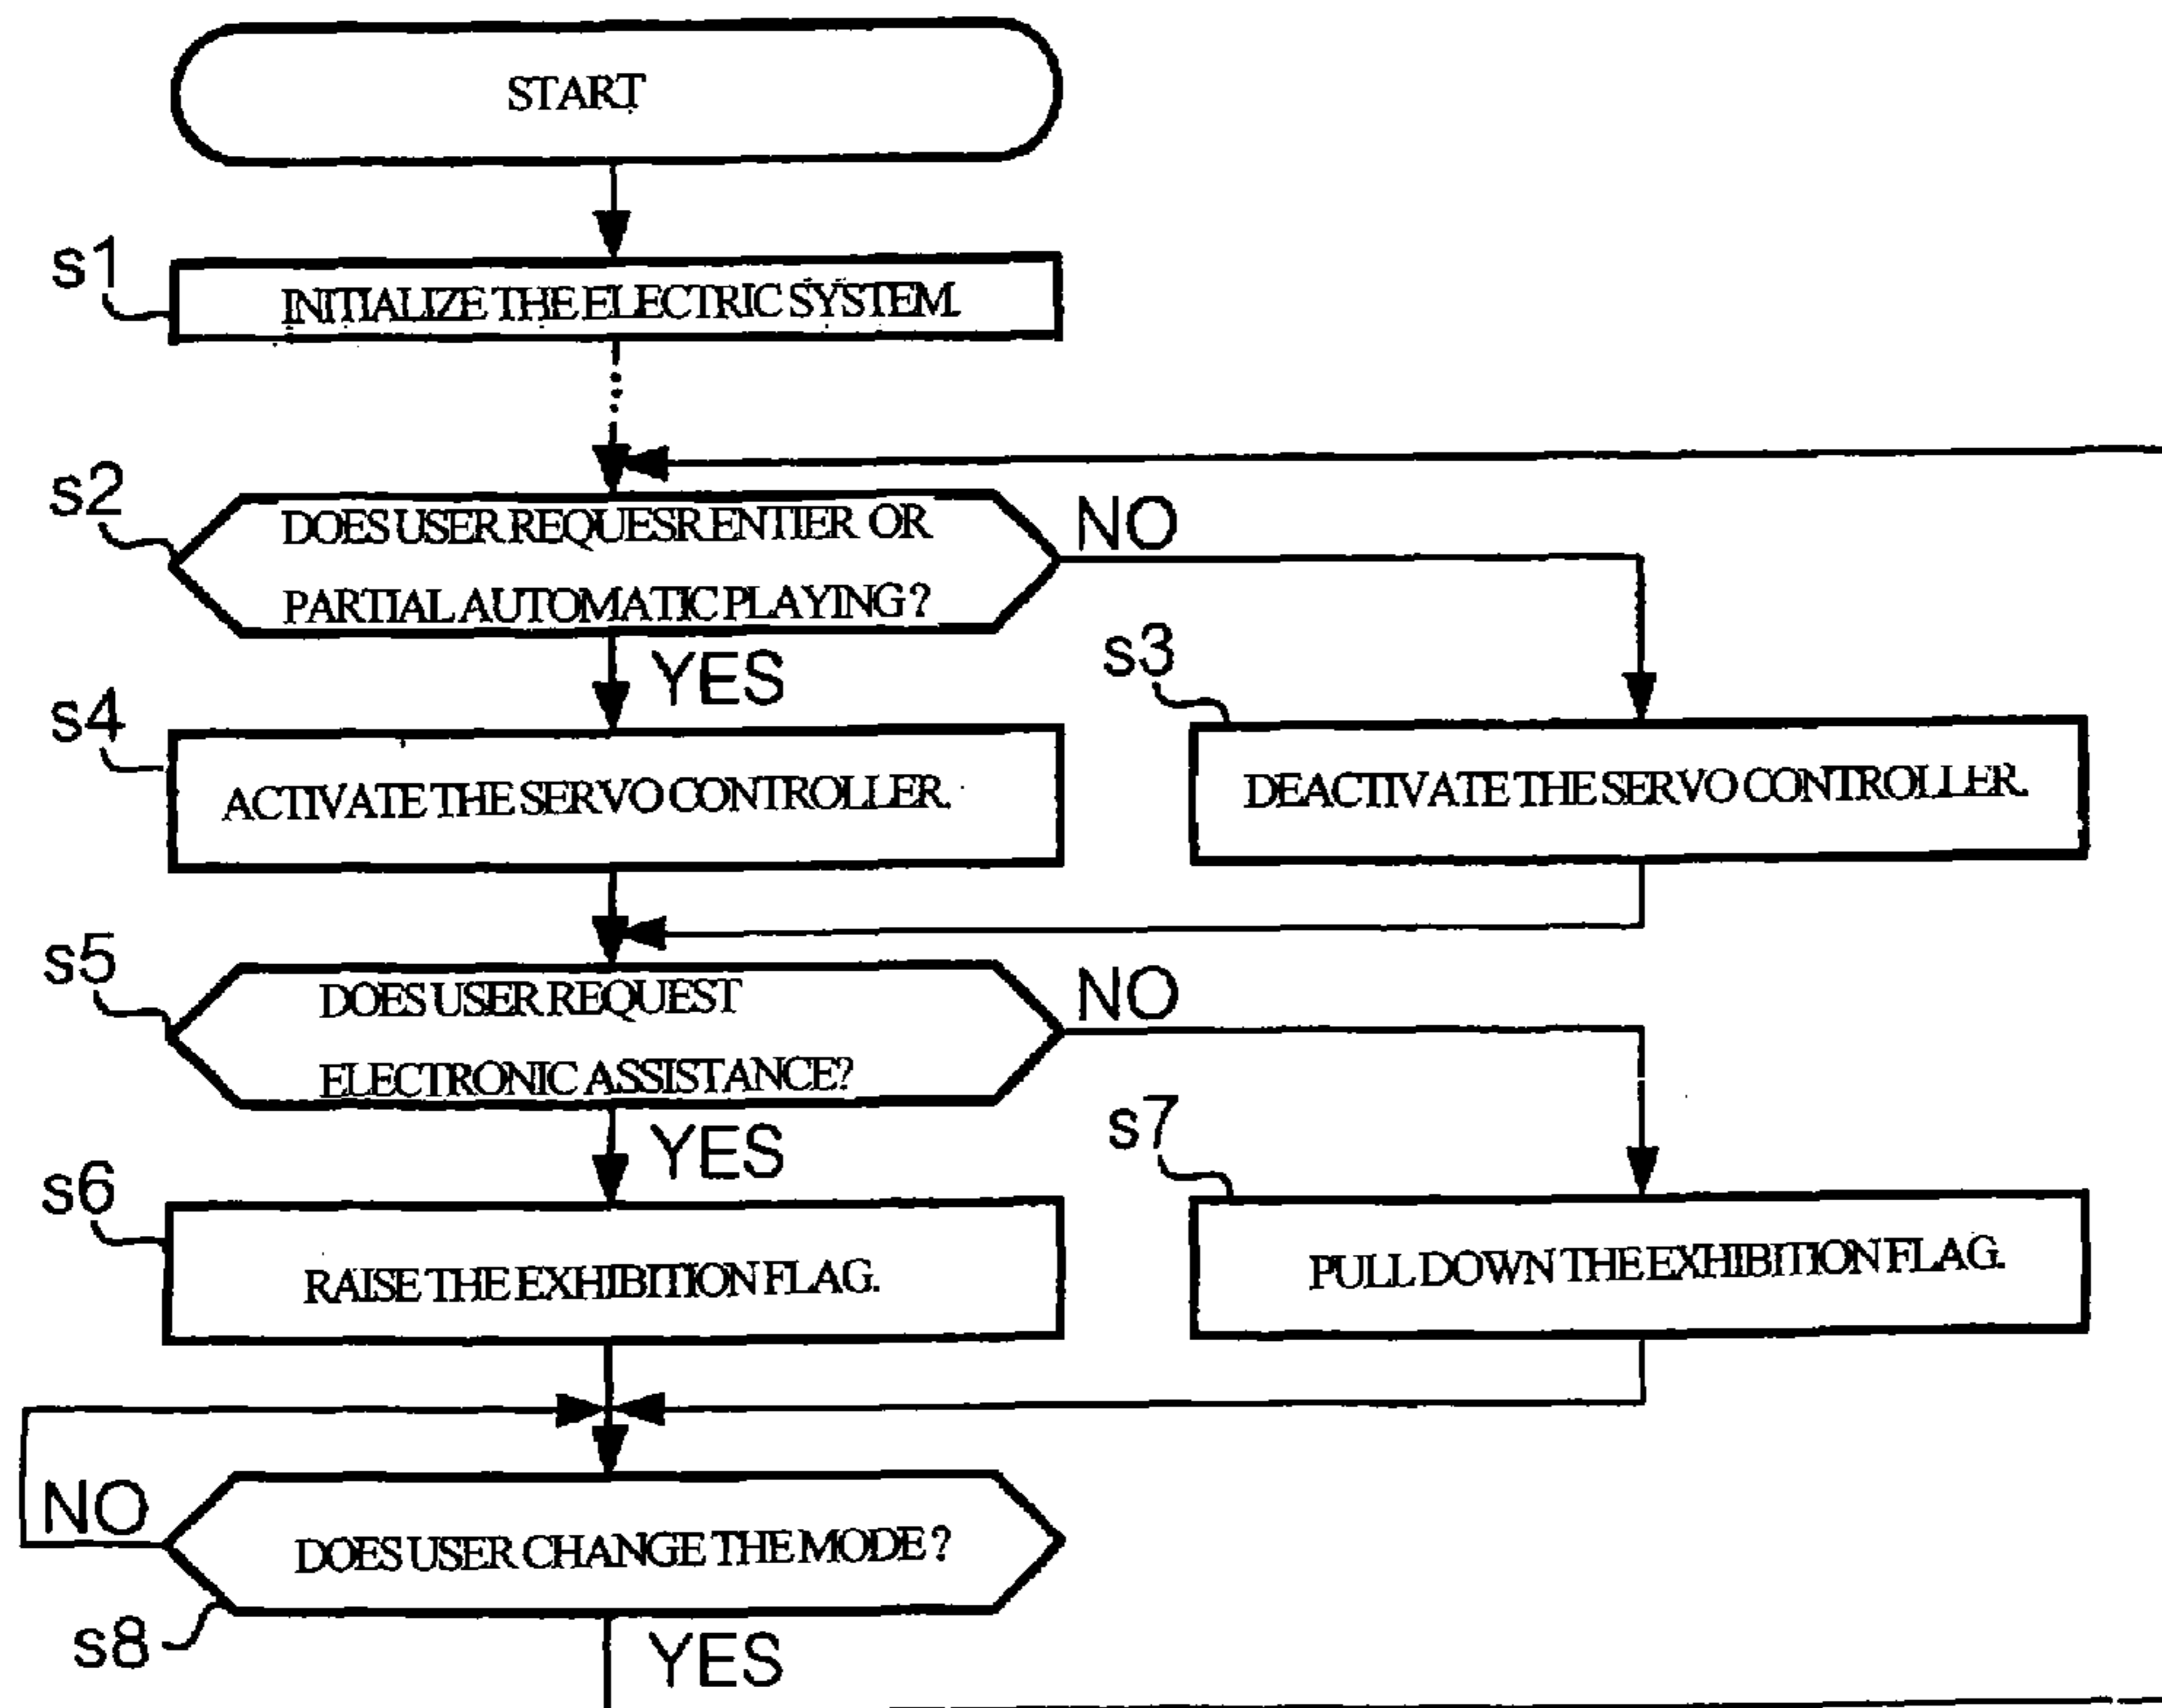 START
s1
INITIALIZE THE ELECTRIC SYSTEM.
s2
DOES USER REQUESR ENTIER OR
PARTIAL AUTOMATIC PLAYING?
NO
YES
s3
s4
ACTIVATE THE SERVO CONTROLLER.
DEACTIVATE THE SERVO CONTROLLER.
s5
DOES USER REQUEST
ELECTRONIC ASSISTANCE?
NO
YES
s7
s6
RAISE THE EXHIBITION FLAG.
PULL DOWN THE EXHIBITION FLAG.
NO
DOES USER CHANGE THE MODE?
s8
YES